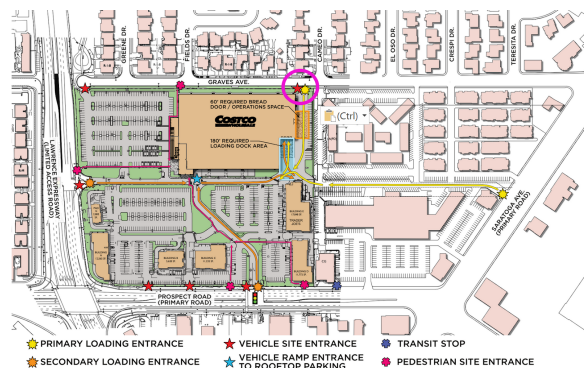 GREENE DR.
FIELDS DR.
CAMEO DR.
EL OSO DR.
CRESPI DR.
TERESITA DR.
GRAVES AVE.
60' REQUIRED BREAD
DOOR / OPERATIONS SPACE
COSTCO
WHOLESALE
(Ctrl)
180' REQUIRED
LOADING DOCK AREA
LAWRENCE EXPRESSWAY
(LIMITED ACCESS ROAD)
SARATOGA AVE.
(PRIMARY ROAD)
PROSPECT ROAD
(PRIMARY ROAD)
PRIMARY LOADING ENTRANCE
VEHICLE SITE ENTRANCE
TRANSIT STOP
SECONDARY LOADING ENTRANCE
VEHICLE RAMP ENTRANCE
TO ROOFTOP PARKING
PEDESTRIAN SITE ENTRANCE